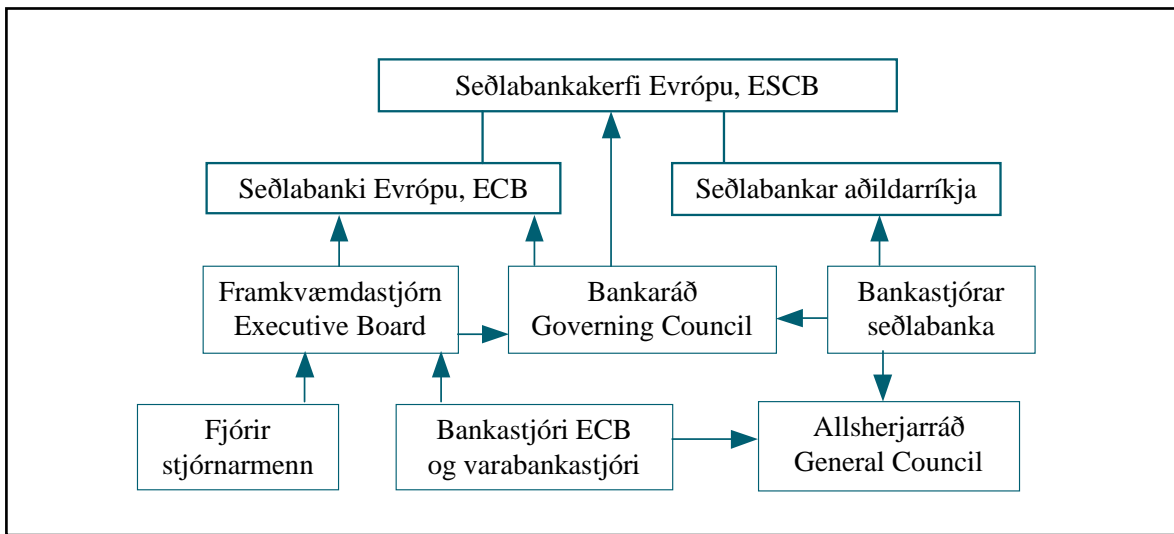 Seðlabankakerfi Evrópu, ESCB
Seðlabanki Evrópu, ECB
Seðlabankar aðildarríkja
Framkvæmdastjórn
Executive Board
Bankaráð
Governing Council
Bankastjórar
seðlabanka
Fjórir
stjórnarmenn
Bankastjóri ECB
og varabankastjóri
Allsherjarráð
General Council